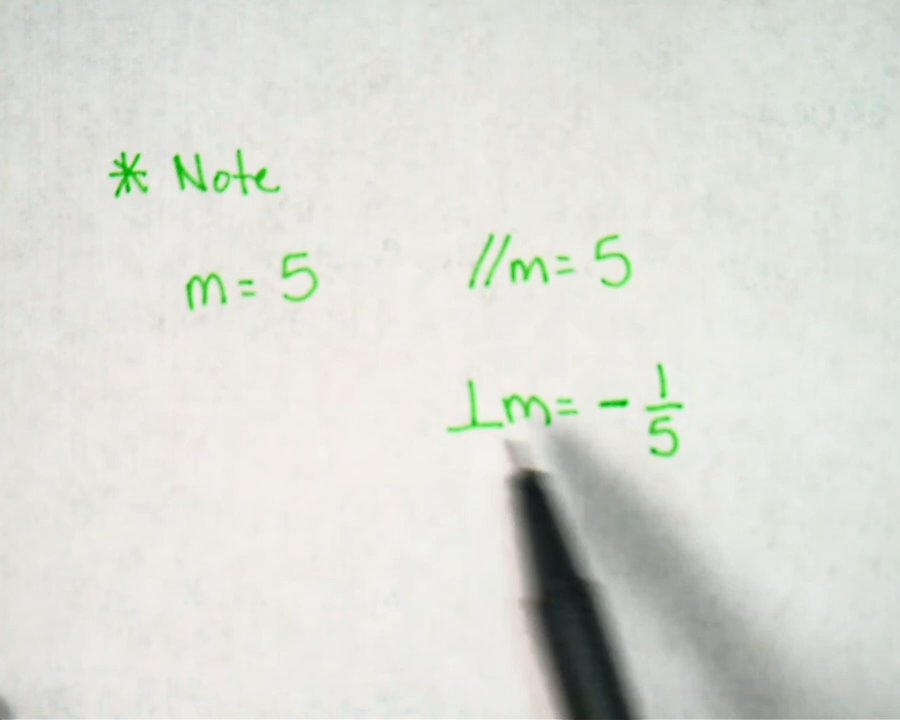 * Note
m = 5 // m = 5
⊥ m = - 1/5